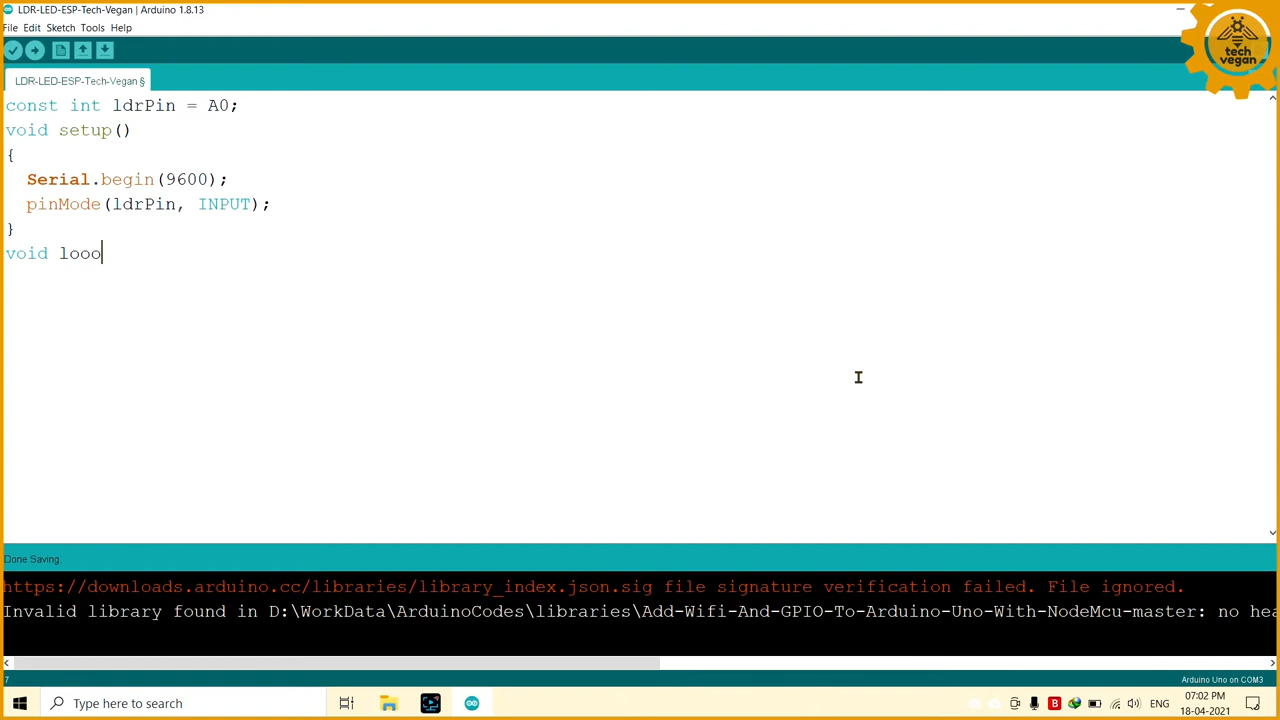 LDR-LED-ESP-Tech-Vegan | Arduino 1.8.13
File Edit Sketch Tools Help
tech
vegan
LDR-LED-ESP-Tech-Vegan §
const int ldrPin = A0;
void setup()
{
Serial.begin(9600);
pinMode(ldrPin, INPUT);
}
void looo
Done Saving.
https://downloads.arduino.cc/libraries/library_index.json.sig file signature verification failed. File ignored.
Invalid library found in D:\WorkData\ArduinoCodes\libraries\Add-Wifi-And-GPIO-To-Arduino-Uno-With-NodeMcu-master: no hea
7
Arduino Uno on COM3
Type here to search
B
ENG
07:02 PM
18-04-2021